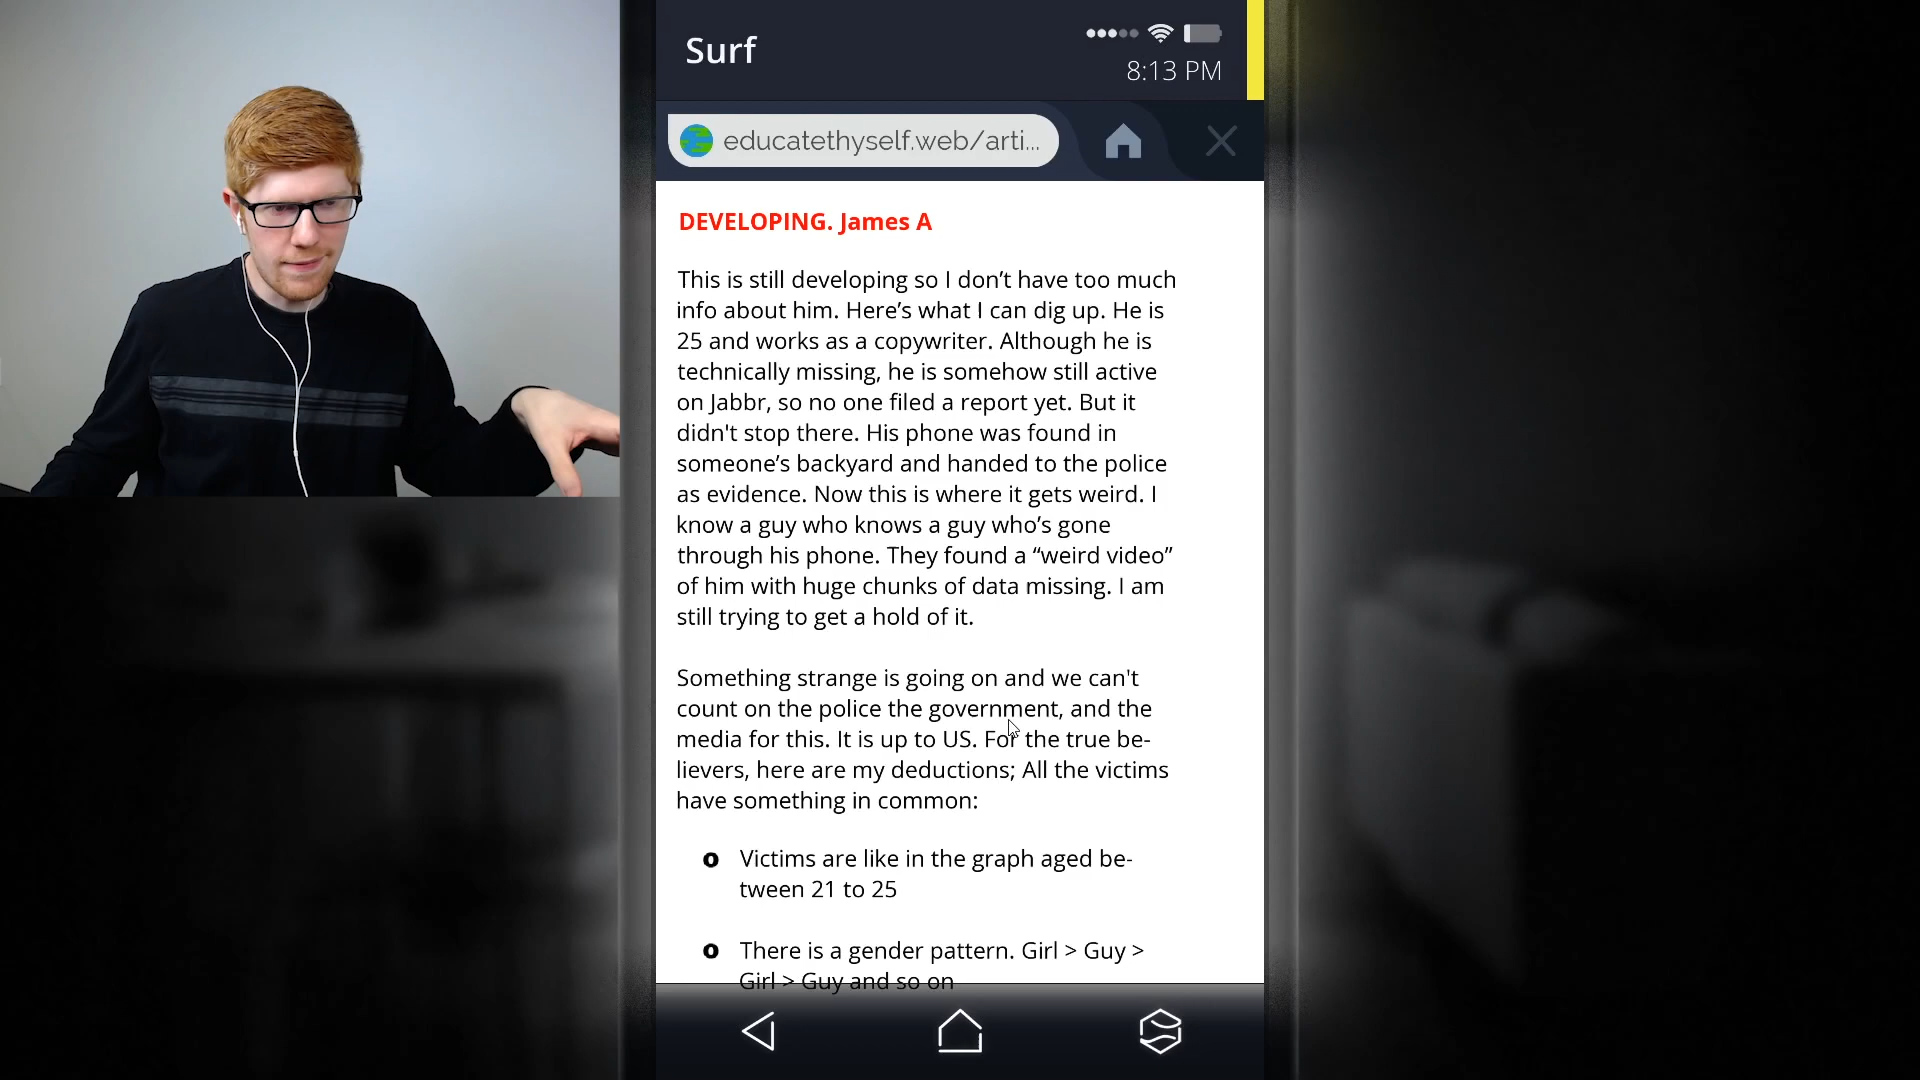 Surf
8:13 PM
educatethyself.web/arti...
DEVELOPING. James A
This is still developing so I don’t have too much
info about him. Here’s what I can dig up. He is
25 and works as a copywriter. Although he is
technically missing, he is somehow still active
on Jabbr, so no one filed a report yet. But it
didn't stop there. His phone was found in
someone’s backyard and handed to the police
as evidence. Now this is where it gets weird. I
know a guy who knows a guy who’s gone
through his phone. They found a “weird video”
of him with huge chunks of data missing. I am
still trying to get a hold of it.
Something strange is going on and we can't
count on the police the government, and the
media for this. It is up to US. For the true be-
lievers, here are my deductions; All the victims
have something in common:
o Victims are like in the graph aged be-
tween 21 to 25
o There is a gender pattern. Girl > Guy >
Girl > Guy and so on